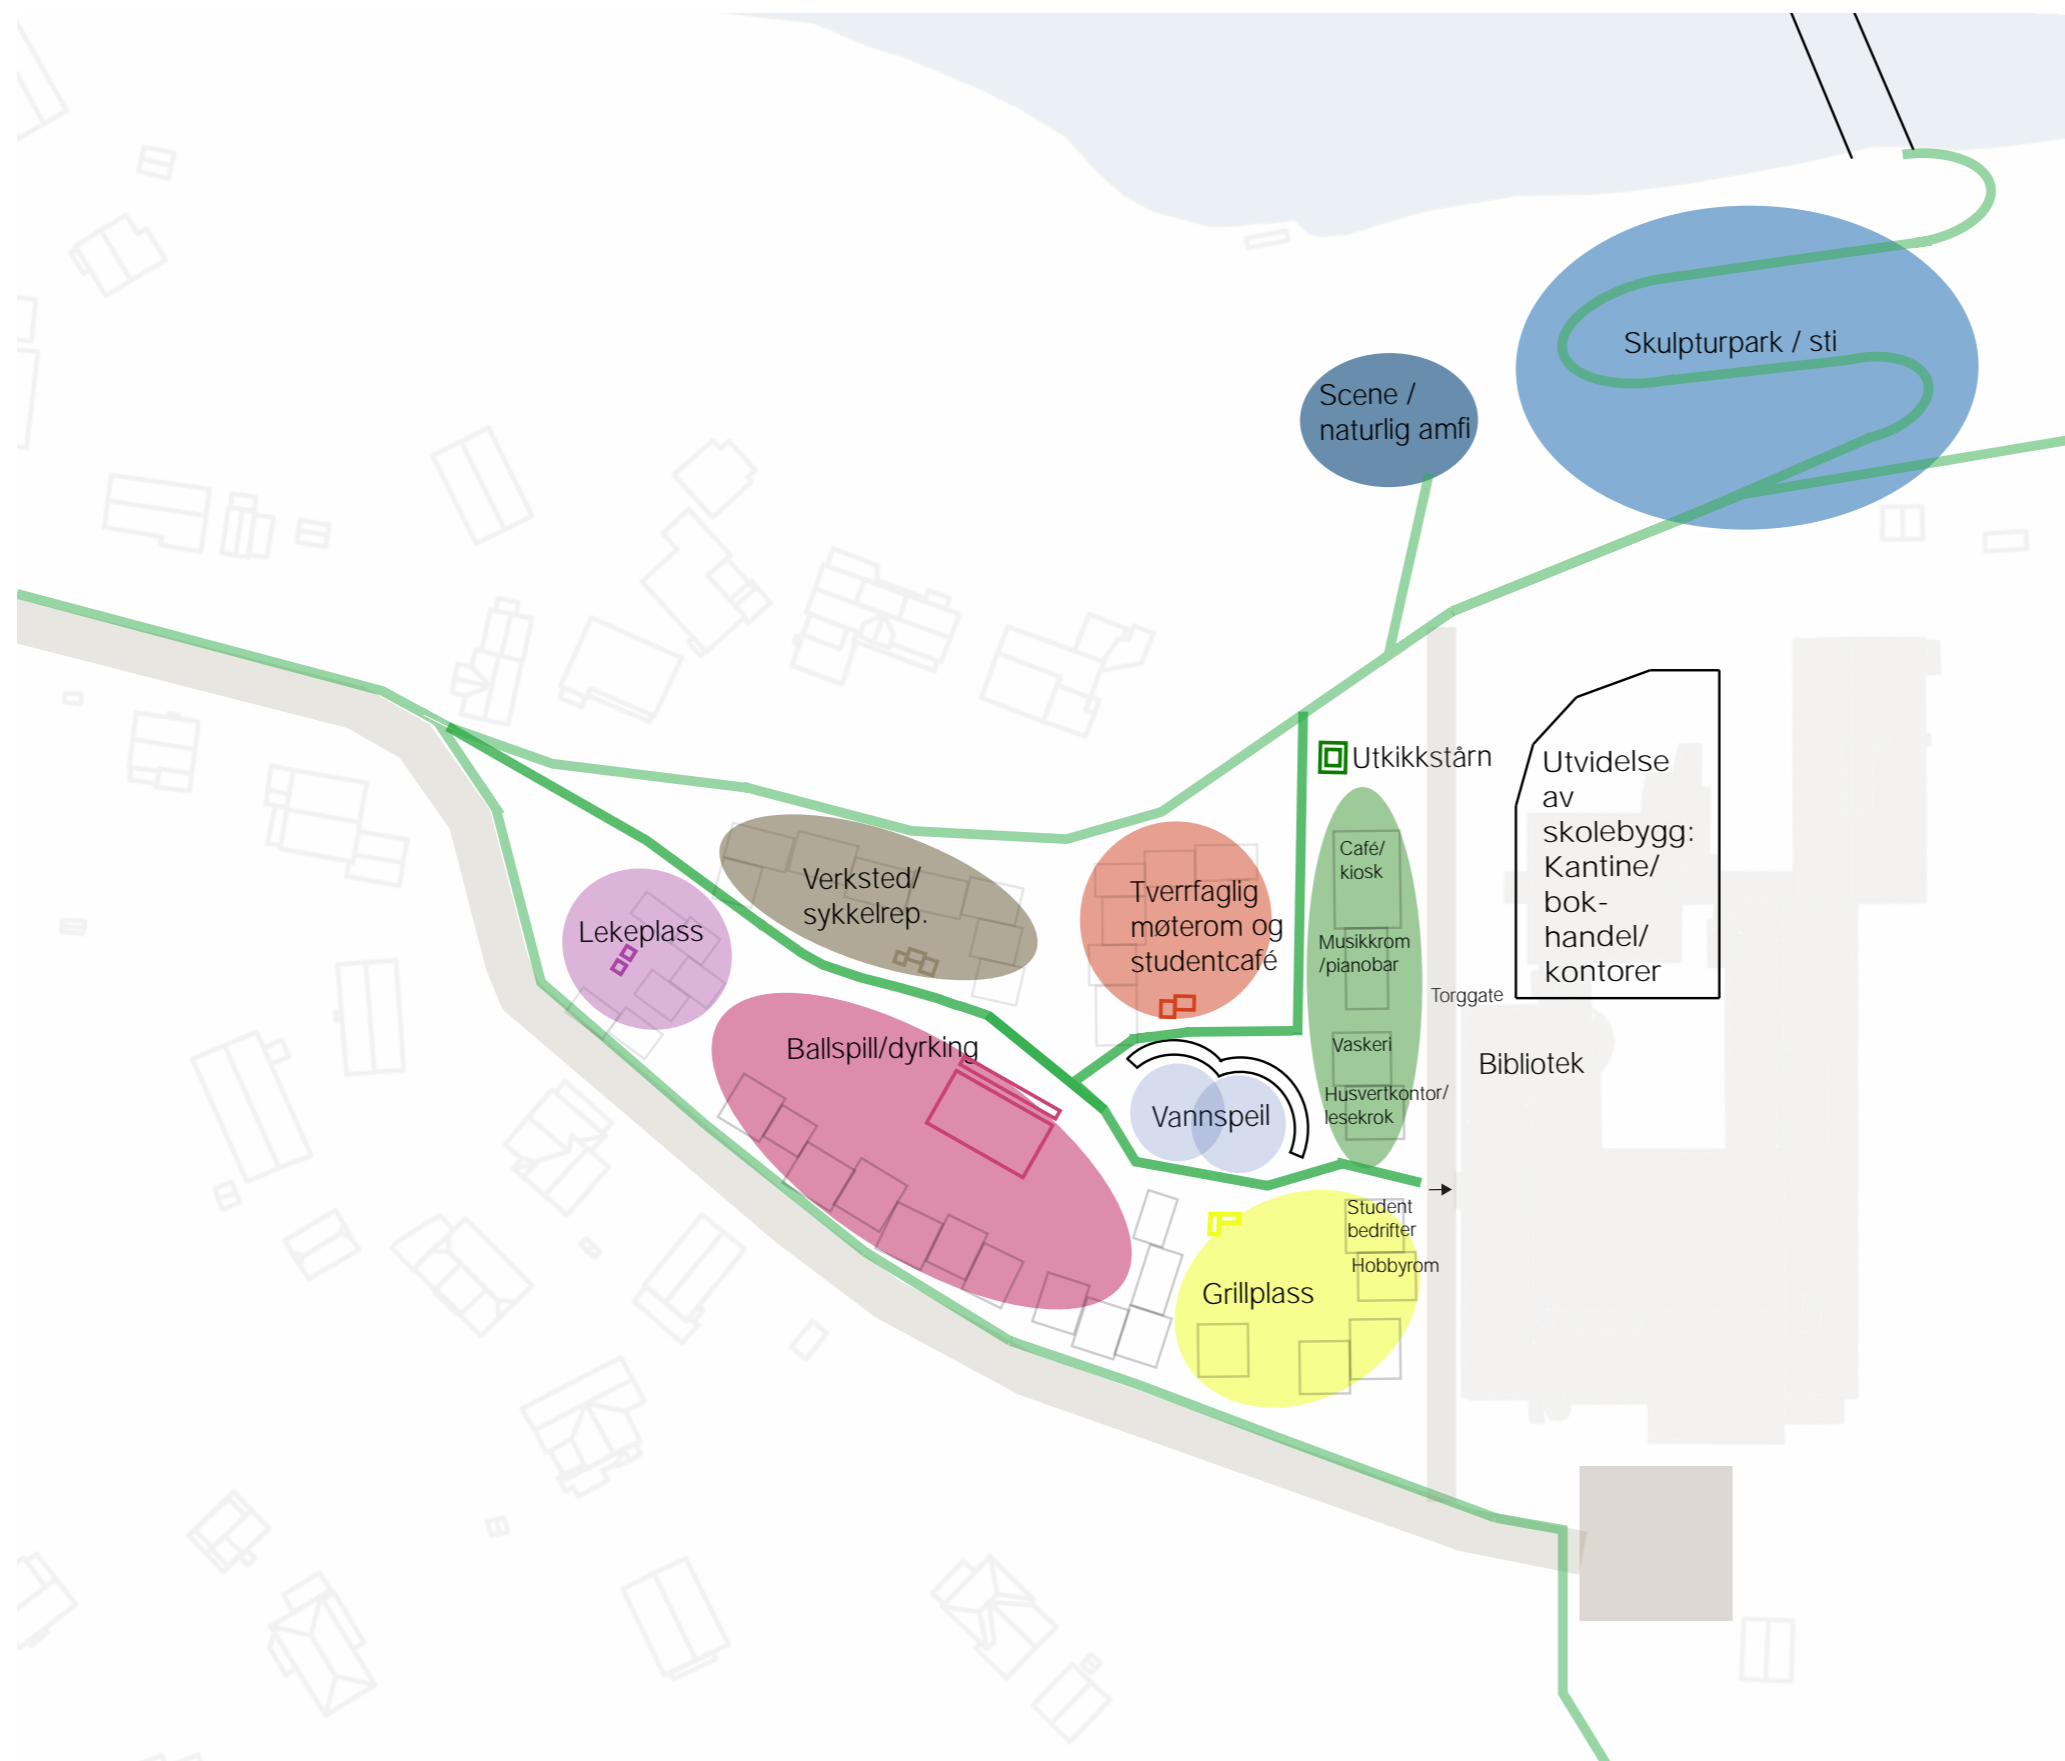 Skulpturpark / sti
Scene /
naturlig amfi
Utkikkstårn
Utvidelse
av
skolebygg:
Kantine/
bok-
handel/
kontorer
Café/
kiosk
Verksted/
sykkelrep.
Tverrfaglig
møterom og
studentcafé
Lekeplass
Musikkrom
/pianobar
Torggate
Ballspill/dyrking
Vaskeri
Bibliotek
Husvertkontor/
lesekrok
Vannspeil
Student
bedrifter
Hobbyrom
Grillplass